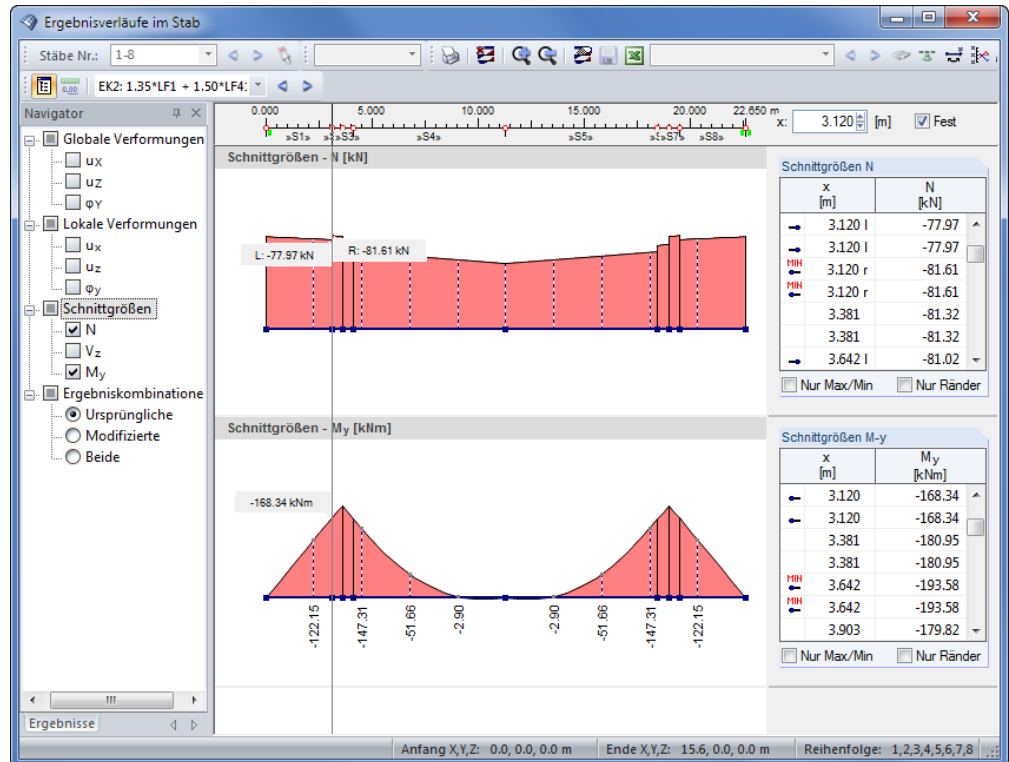 Ergebnisverläufe im Stab
Stäbe Nr.: 1-8
EK2: 1.35*LF1 + 1.50*LF4:
Navigator
Globale Verformungen
uX
uZ
φY
Lokale Verformungen
ux
uz
φy
Schnittgrößen
N
Vz
My
Ergebniskombinatione
Ursprüngliche
Modifizierte
Beide
Ergebnisse
0.000 5.000 10.000 15.000 20.000 22.650 m
»S1» »S3» »S4» »S5» »S7» »S8»
x: 3.120 [m] Fest
Schnittgrößen - N [kN]
L: -77.97 kN R: -81.61 kN
Schnittgrößen N
x N
[m] [kN]
3.120 l -77.97
3.120 l -77.97
MIN 3.120 r -81.61
MIN 3.120 r -81.61
3.381 -81.32
3.381 -81.32
3.642 l -81.02
Nur Max/Min Nur Ränder
Schnittgrößen - My [kNm]
-168.34 kNm
-122.15 -147.31 -51.66 -2.90 -2.90 -51.66 -147.31 -122.15
Schnittgrößen M-y
x My
[m] [kNm]
3.120 -168.34
3.120 -168.34
3.381 -180.95
3.381 -180.95
MIN 3.642 -193.58
MIN 3.642 -193.58
3.903 -179.82
Nur Max/Min Nur Ränder
Anfang X,Y,Z: 0.0, 0.0, 0.0 m Ende X,Y,Z: 15.6, 0.0, 0.0 m Reihenfolge: 1,2,3,4,5,6,7,8